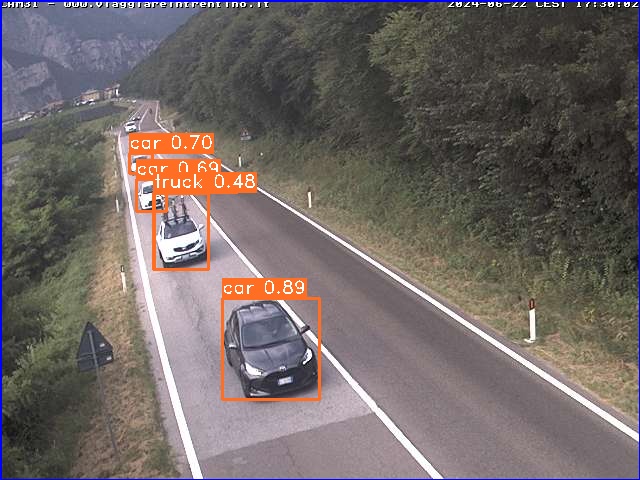 CAM31 - www.viaggiareintrentino.it
2024-06-22 CEST 17:30:02
car 0.70
car 0.69
truck 0.48
car 0.89